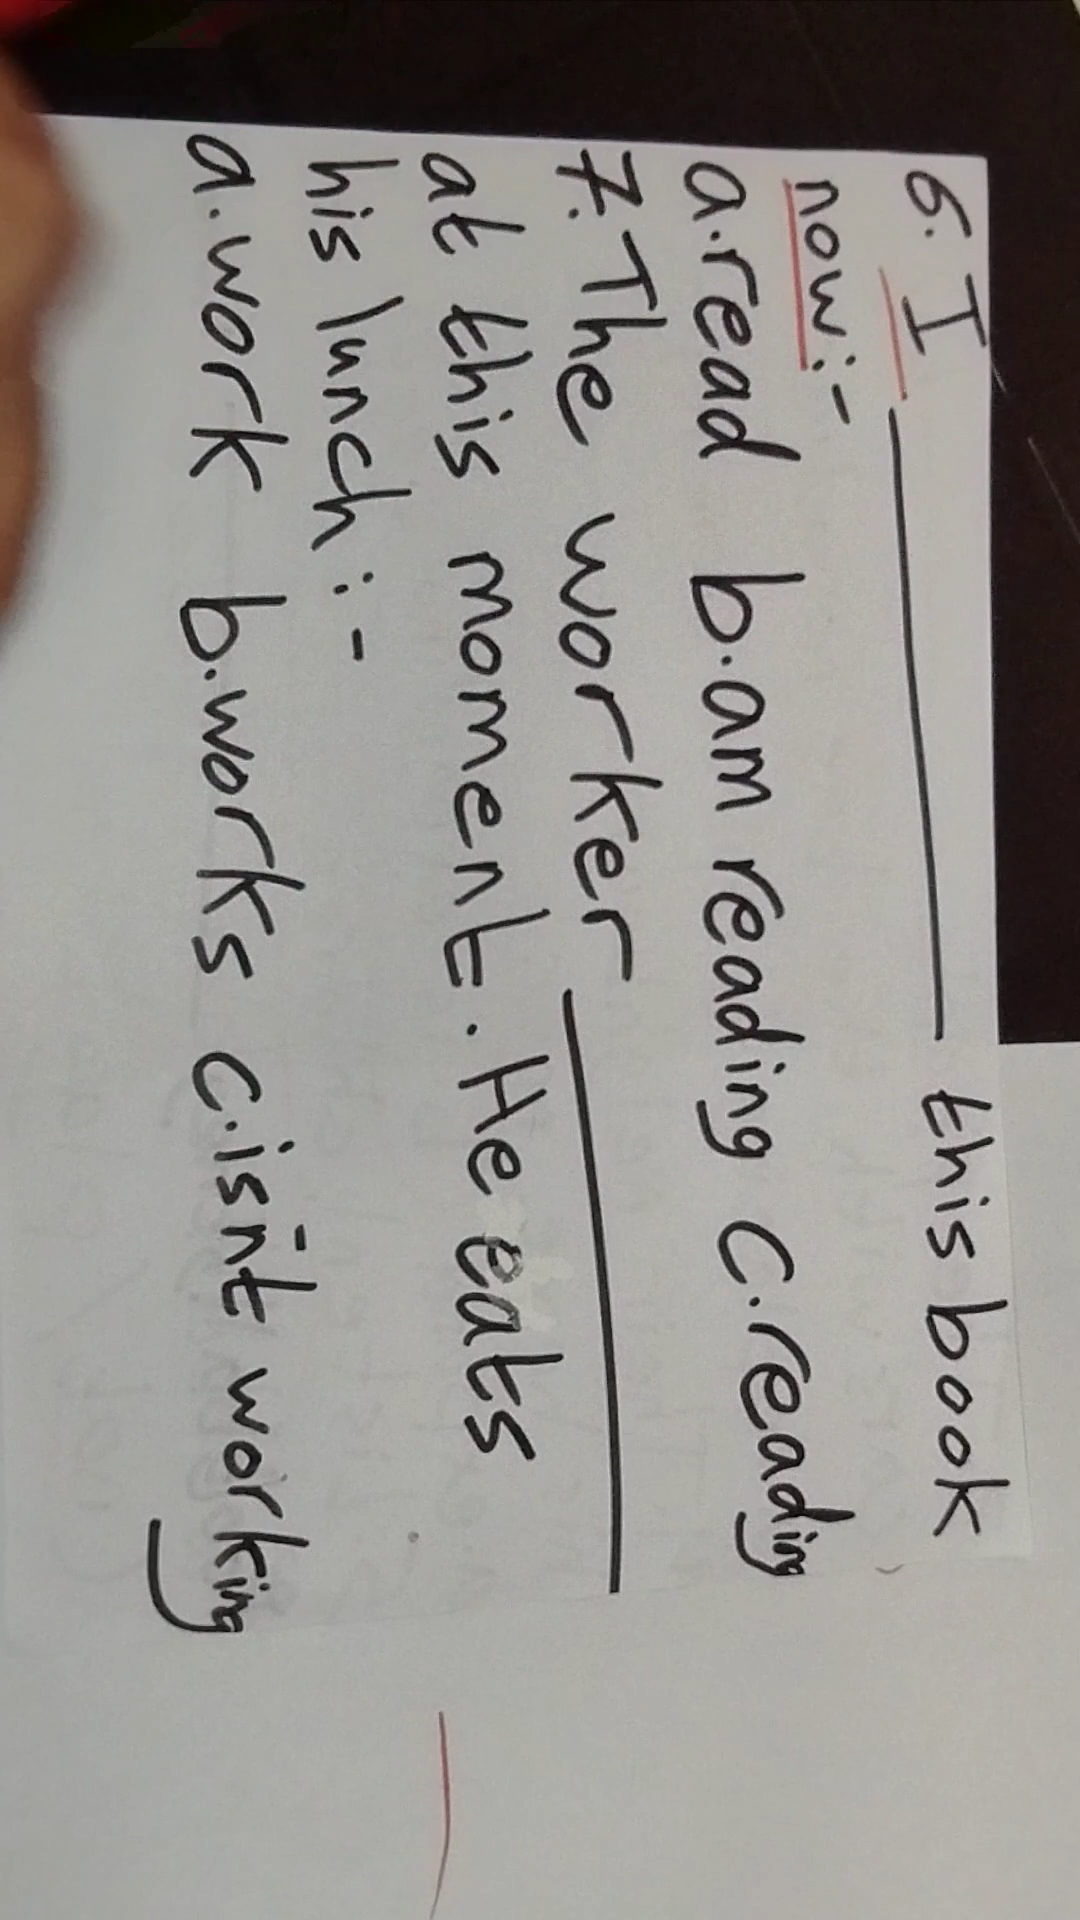 6. I ________ this book
now:-
a.read b.am reading c.reading
7. The worker ________
at this moment. He eats
his lunch :-
a.work b.works c.isn't working